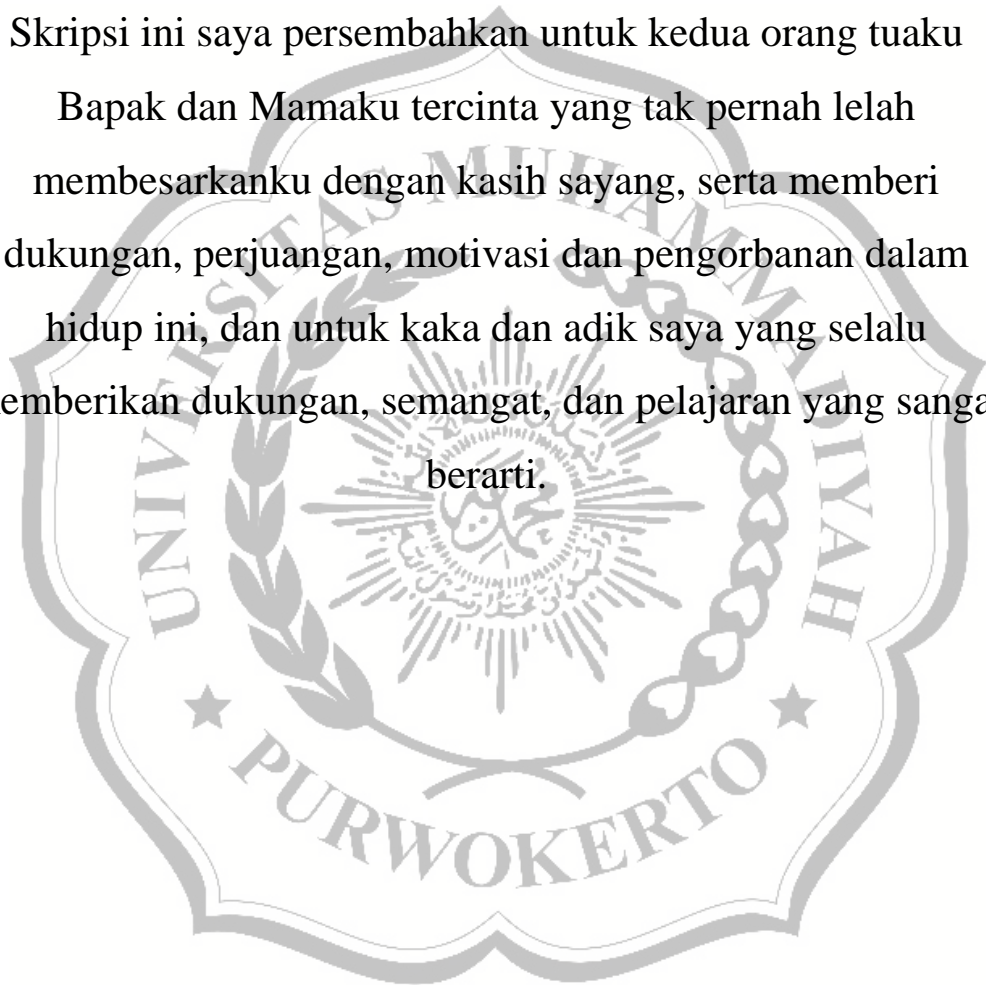 Skripsi ini saya persembahkan untuk kedua orang tuaku
Bapak dan Mamaku tercinta yang tak pernah lelah
membesarkanku dengan kasih sayang, serta memberi
dukungan, perjuangan, motivasi dan pengorbanan dalam
hidup ini, dan untuk kaka dan adik saya yang selalu
emberikan dukungan, semangat, dan pelajaran yang sanga
berarti.
UNIVERSITAS MUHAMMADIYAH
PURWOKERTO